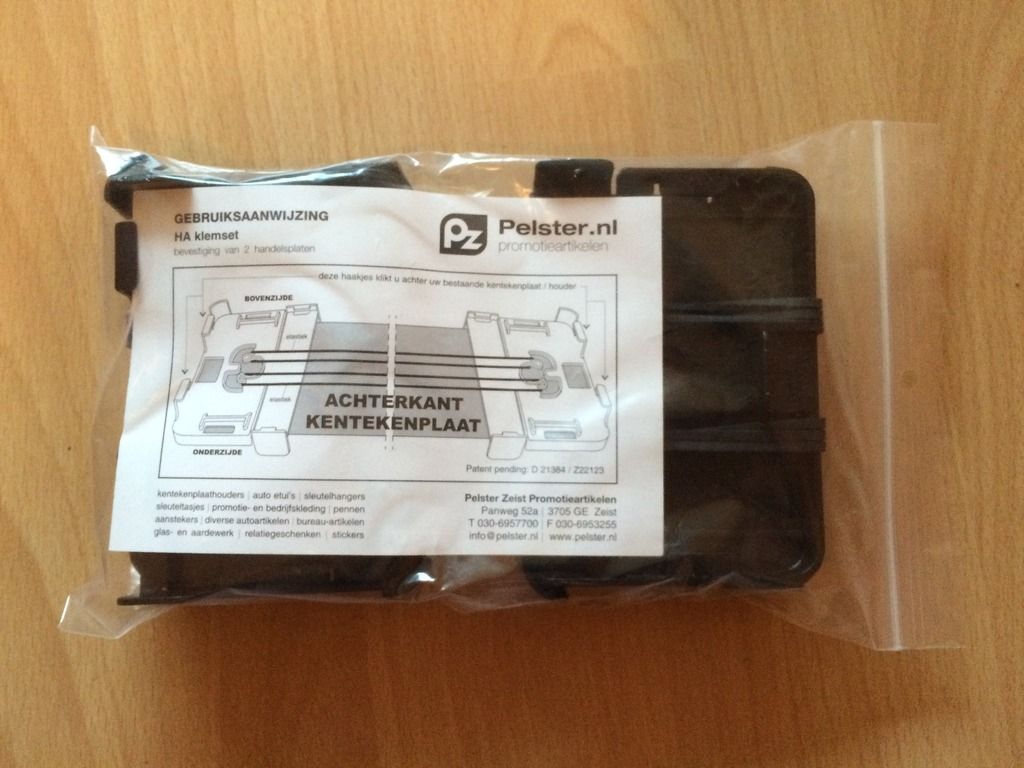 GEBRUIKSAANWIJZING
HA klemset
bevestiging van 2 handelsplaten
PZ Pelster.nl
promotieartikelen
deze haakjes klikt u achter uw bestaande kentekenplaat / houder
BOVENZIJDE
elastiek
elastiek
ACHTERKANT
KENTEKENPLAAT
ONDERZIJDE
Patent pending: D 21384 / Z22123
kentekenplaathouders | auto etui's | sleutelhangers
sleuteltasjes | promotie- en bedrijfskleding | pennen
aanstekers | diverse autoartikelen | bureau-artikelen
glas- en aardewerk | relatiegeschenken | stickers
Pelster Zeist Promotieartikelen
Panweg 52a | 3705 GE Zeist
T 030-6957700 | F 030-6953255
info@pelster.nl | www.pelster.nl